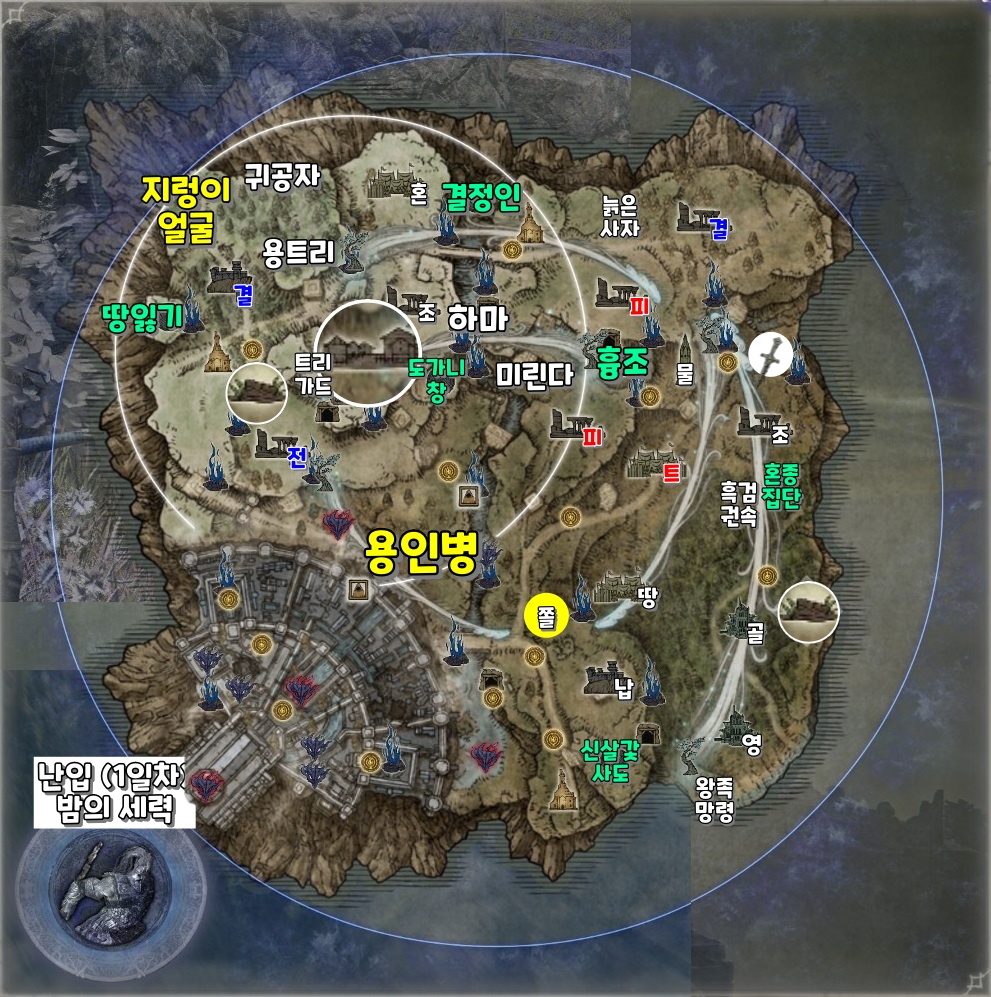 지렁이
얼굴
귀공자
혼
결정인
늙은
사자
결
용트리
결
땅잃기
조
하마
피
트리
가드
도가니
창
미린다
흉조
물
피
조
전
트
흑검
권속
혼종
집단
용인병
쫄
땅
골
납
영
신살갗
사도
왕족
망령
난입 (1일차)
밤의 세력